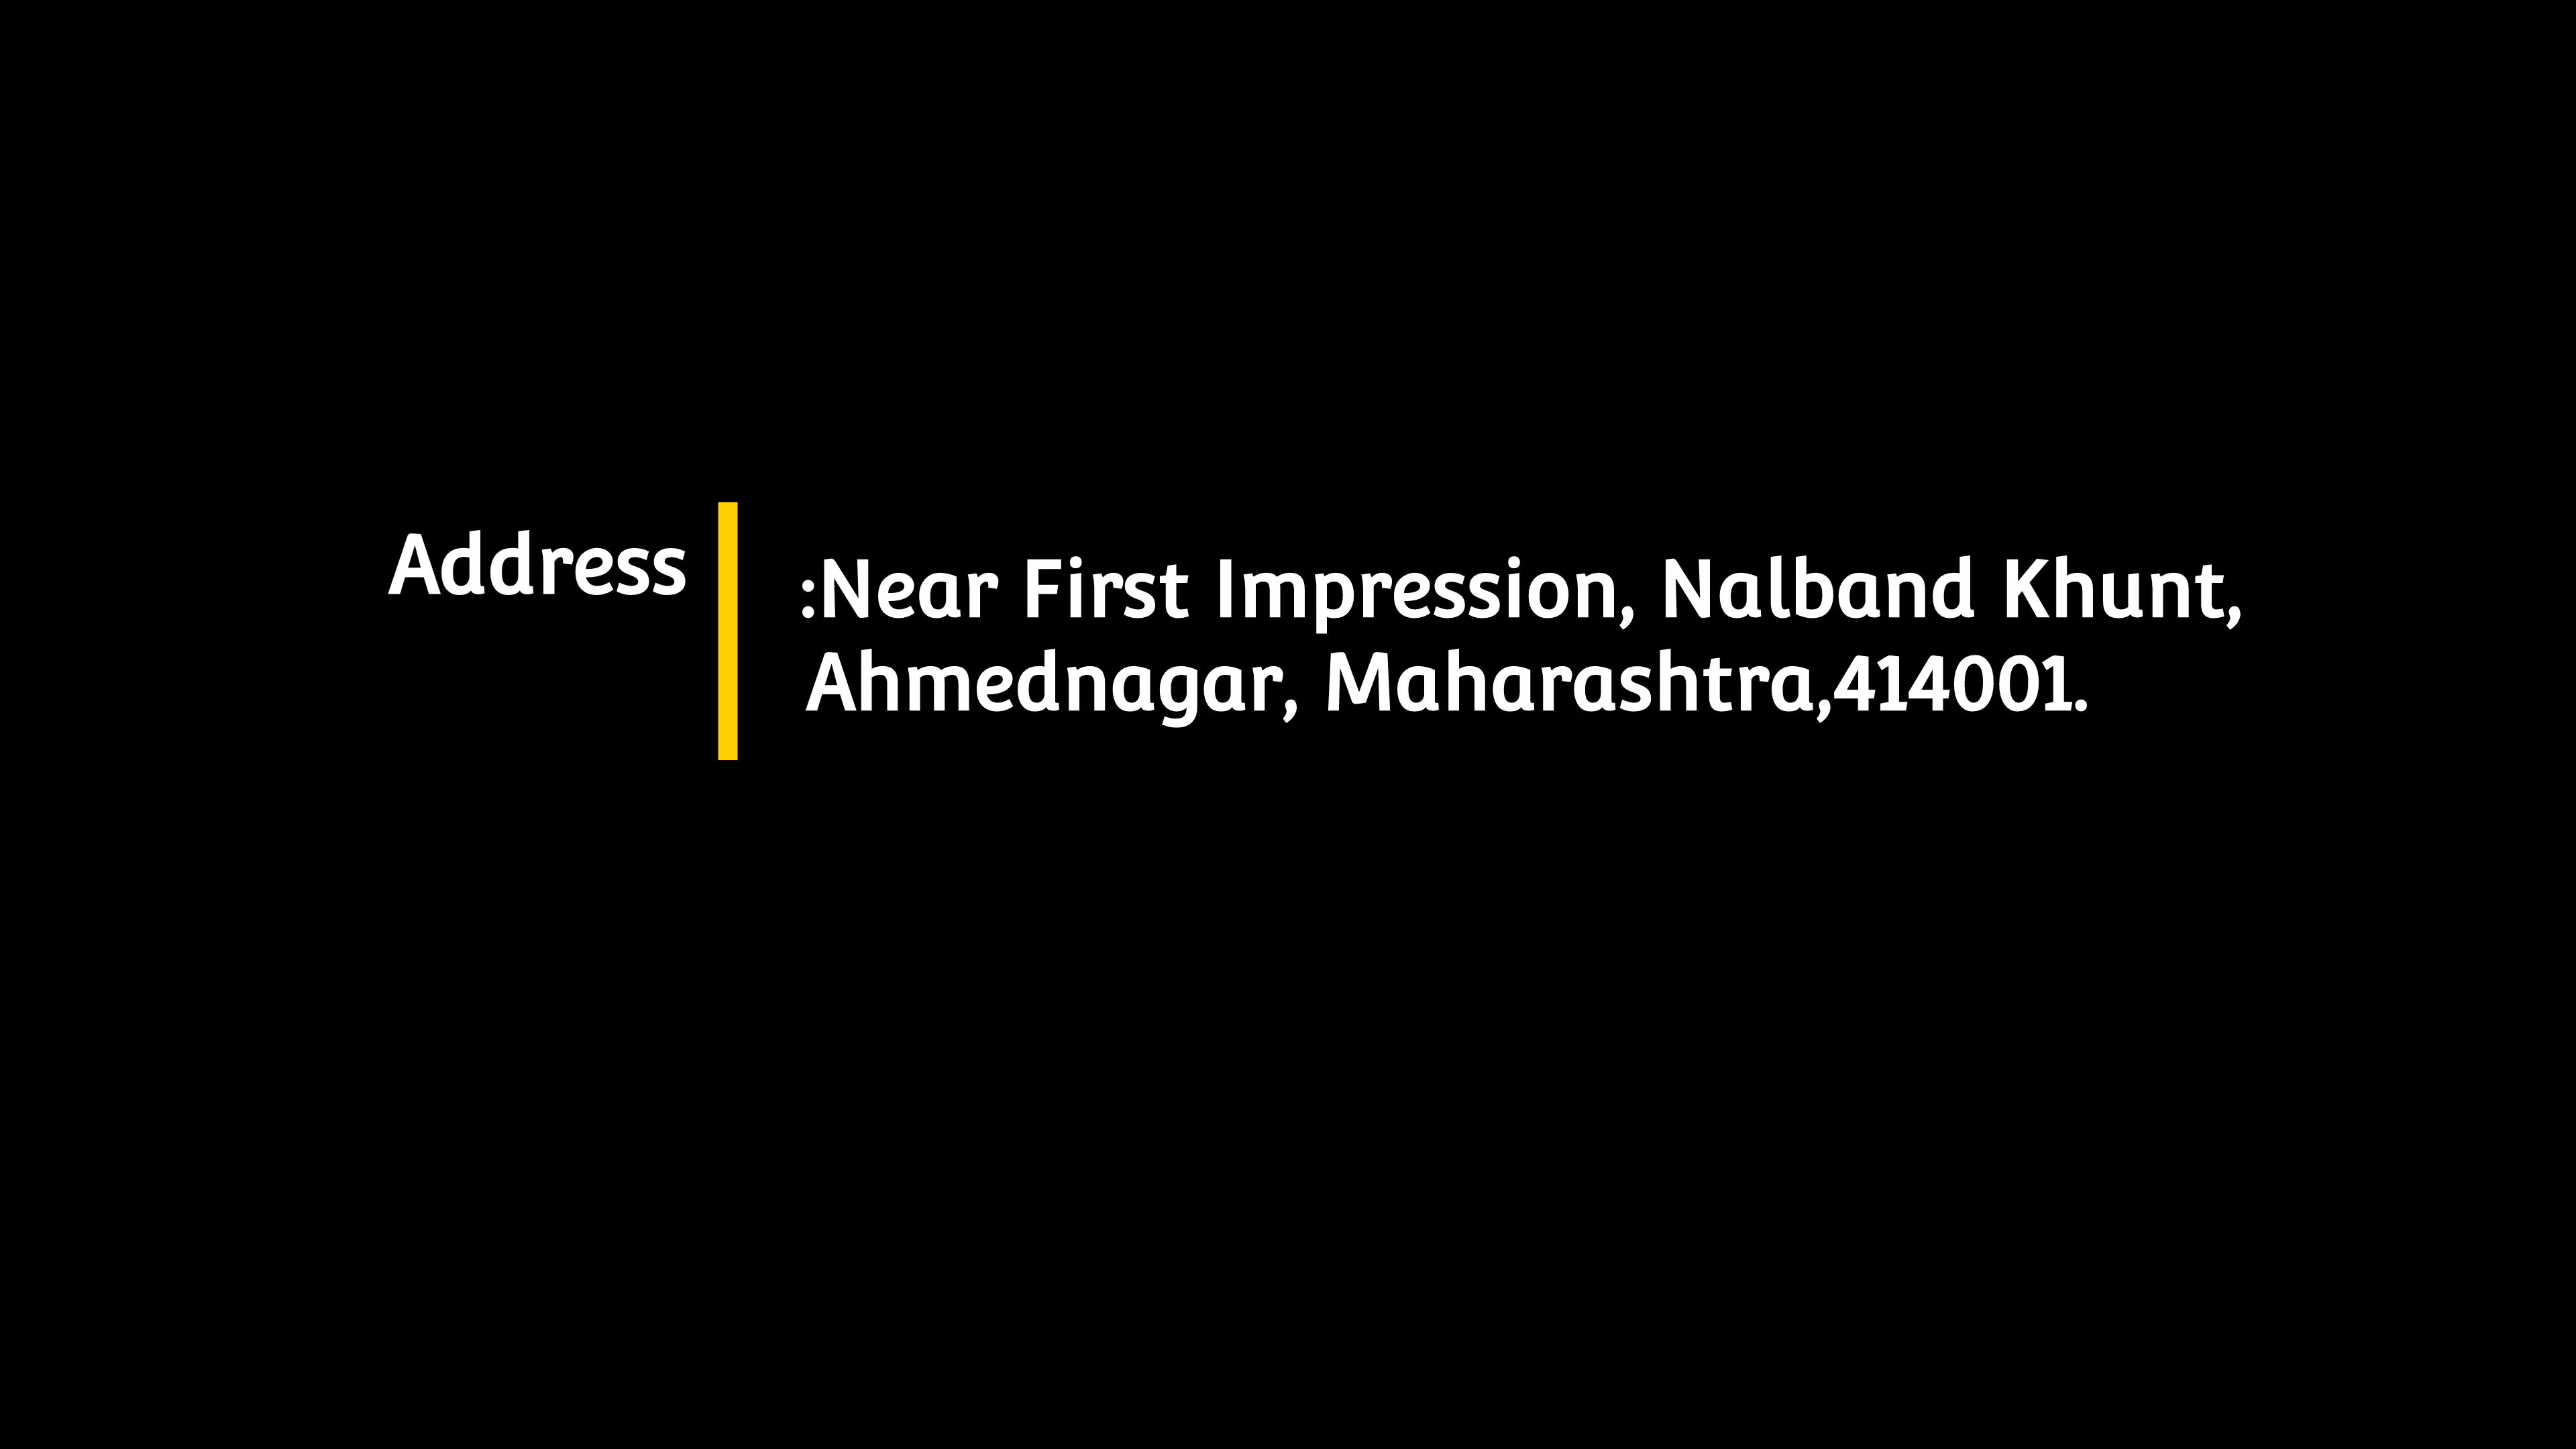 Address
:Near First Impression, Nalband Khunt,
Ahmednagar, Maharashtra,414001.